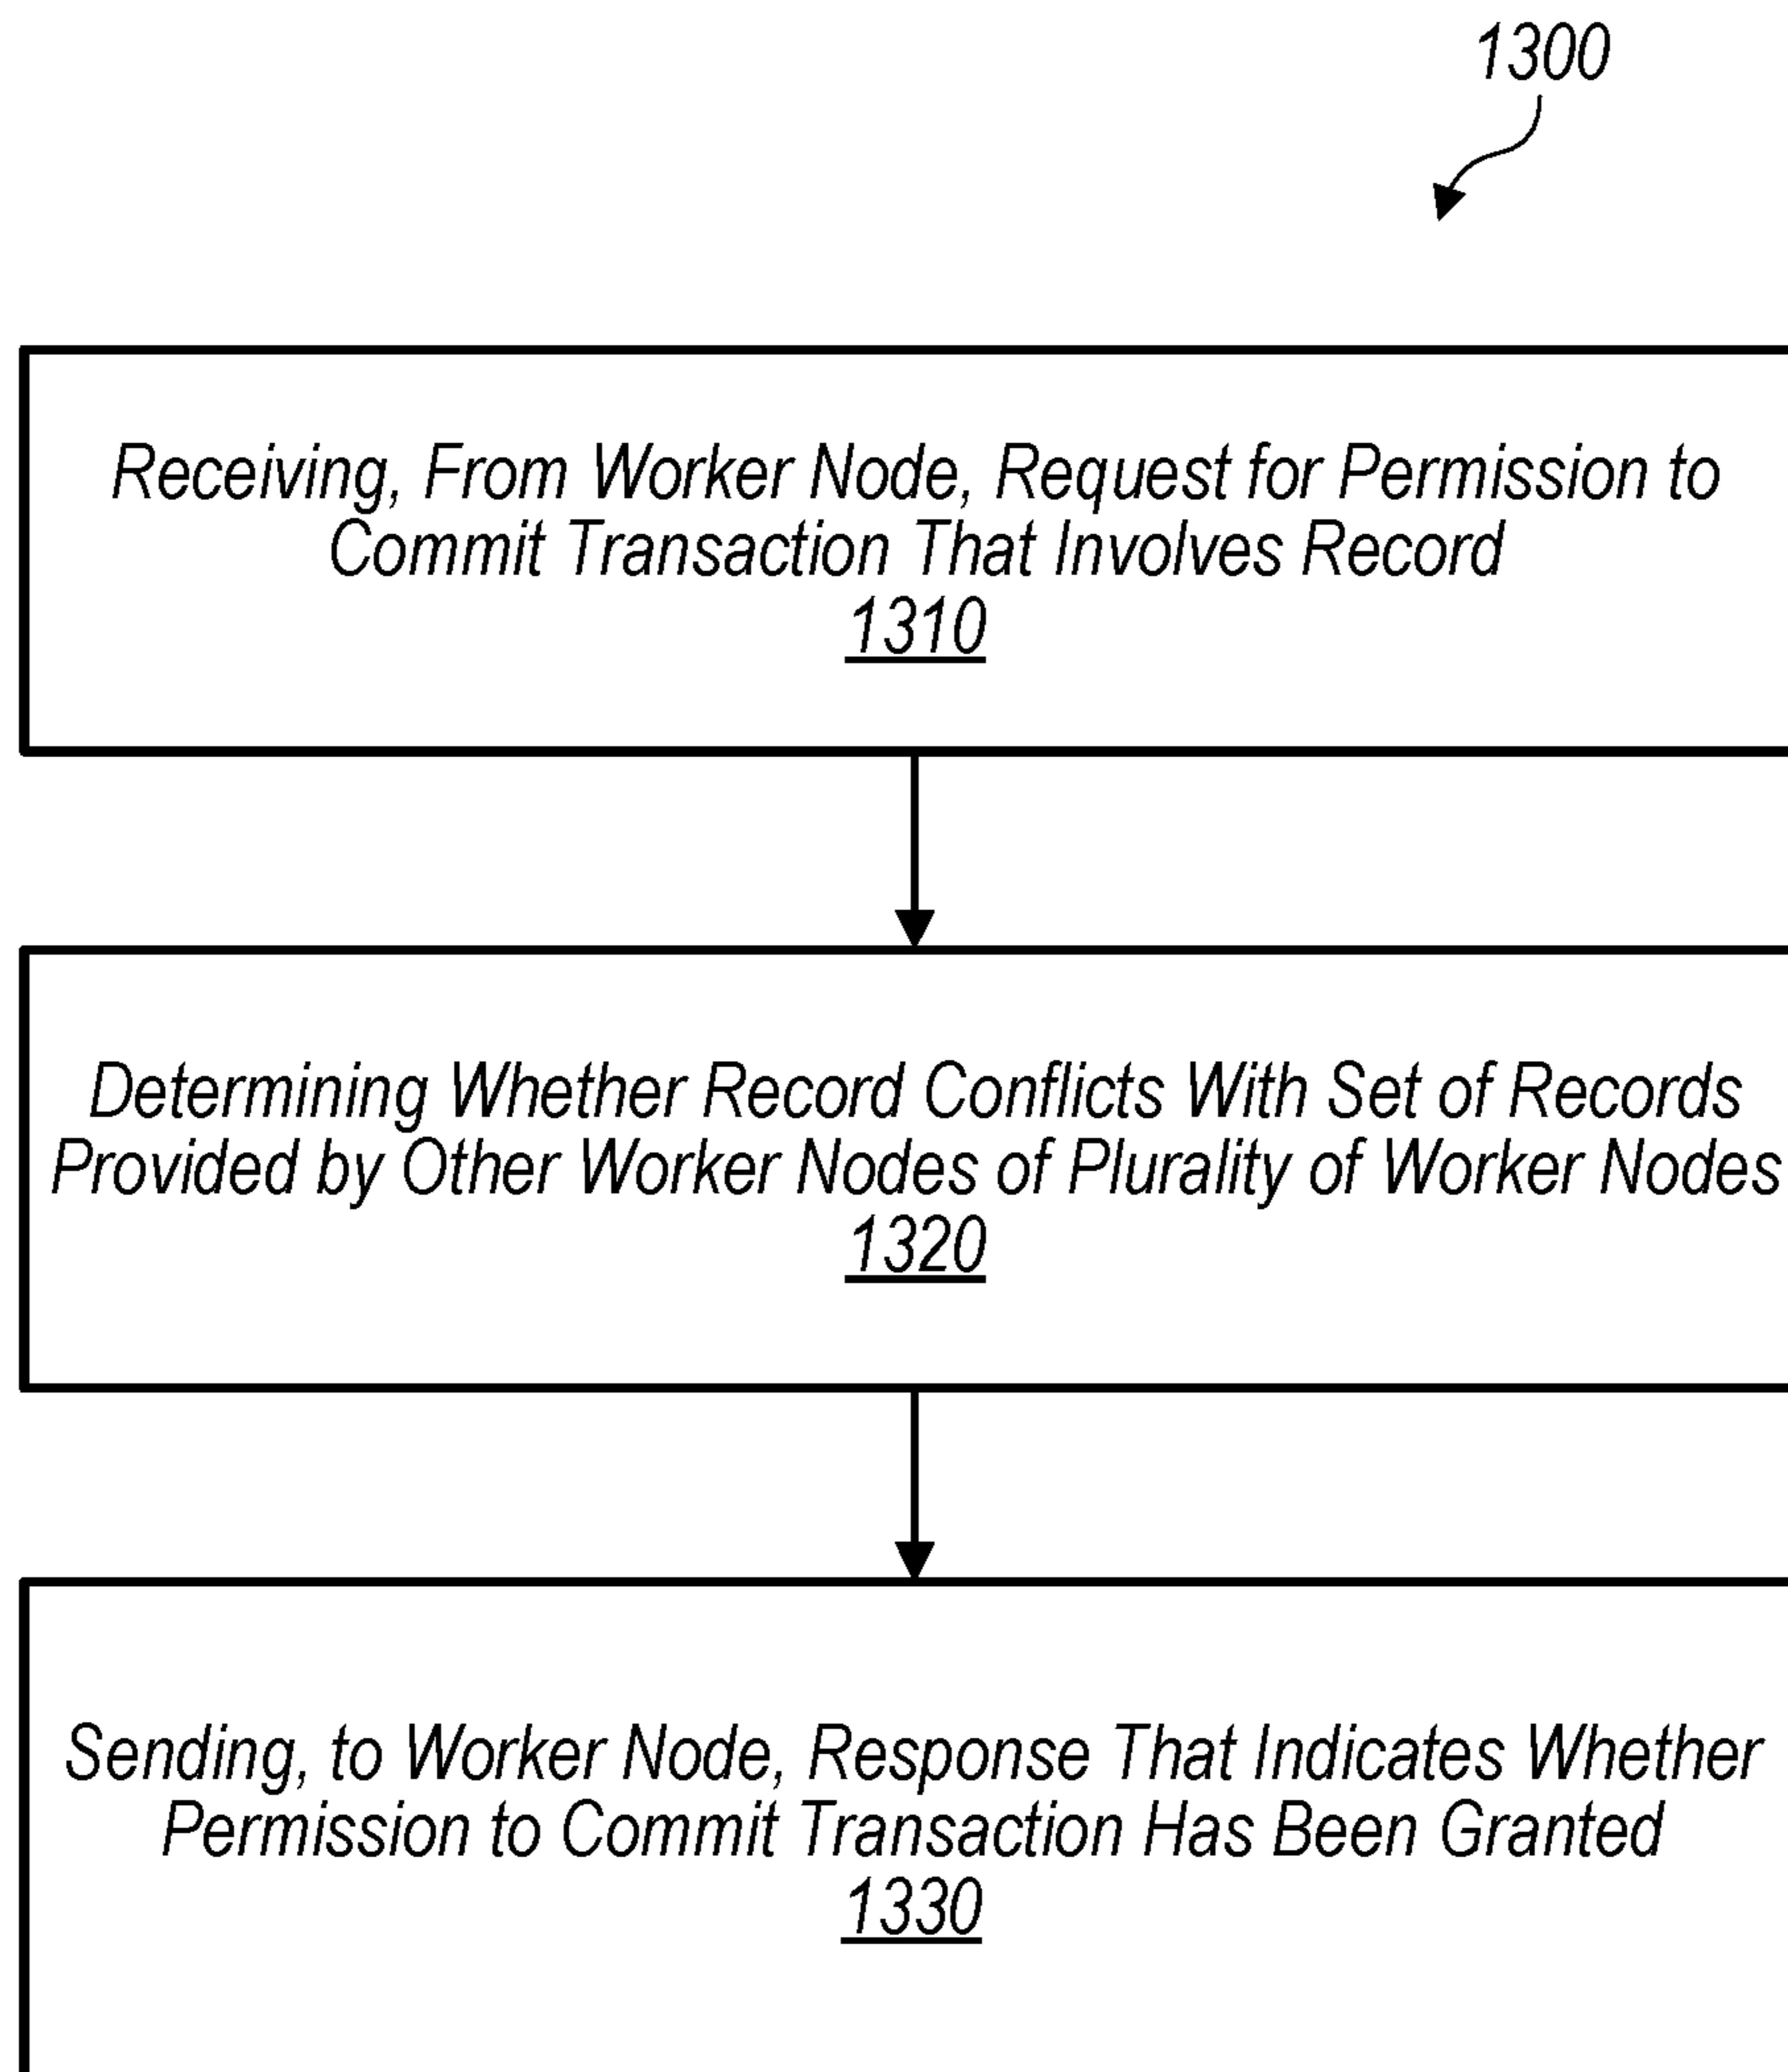 1300
Receiving, From Worker Node, Request for Permission to
Commit Transaction That Involves Record
1310
Determining Whether Record Conflicts With Set of Records
Provided by Other Worker Nodes of Plurality of Worker Nodes
1320
Sending, to Worker Node, Response That Indicates Whether
Permission to Commit Transaction Has Been Granted
1330